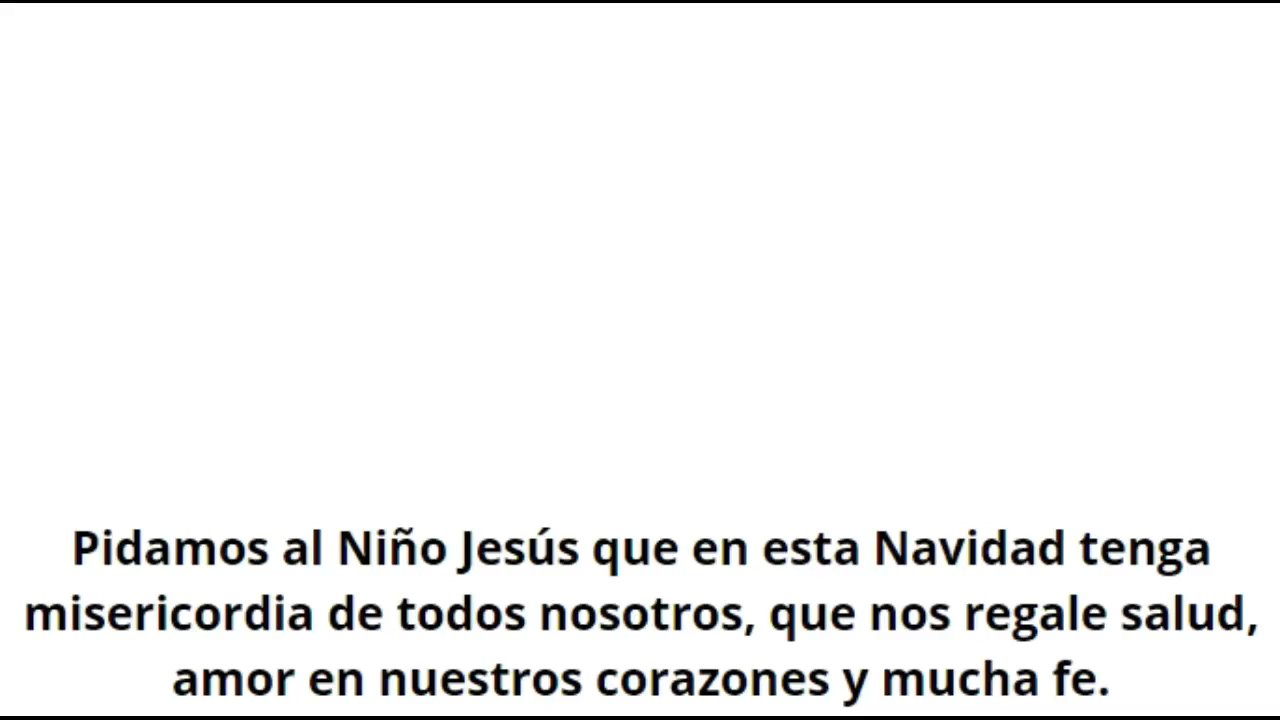 Pidamos al Niño Jesús que en esta Navidad tenga
misericordia de todos nosotros, que nos regale salud,
amor en nuestros corazones y mucha fe.